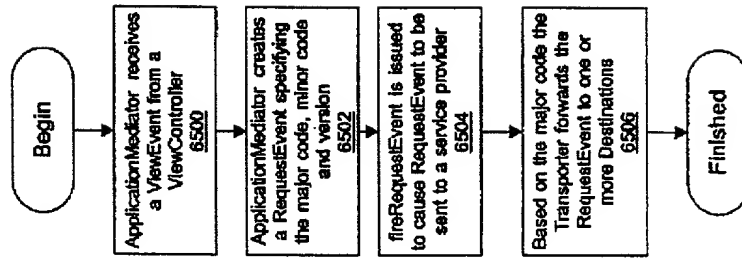 Begin
ApplicationMediator receives
a ViewEvent from a
ViewController
6500
ApplicationMediator creates
a RequestEvent specifying
the major code, minor code
and version
6502
fireRequestEvent is issued
to cause RequestEvent to be
sent to a service provider
6504
Based on the major code the
Transporter forwards the
RequestEvent to one or
more Destinations
6506
Finished